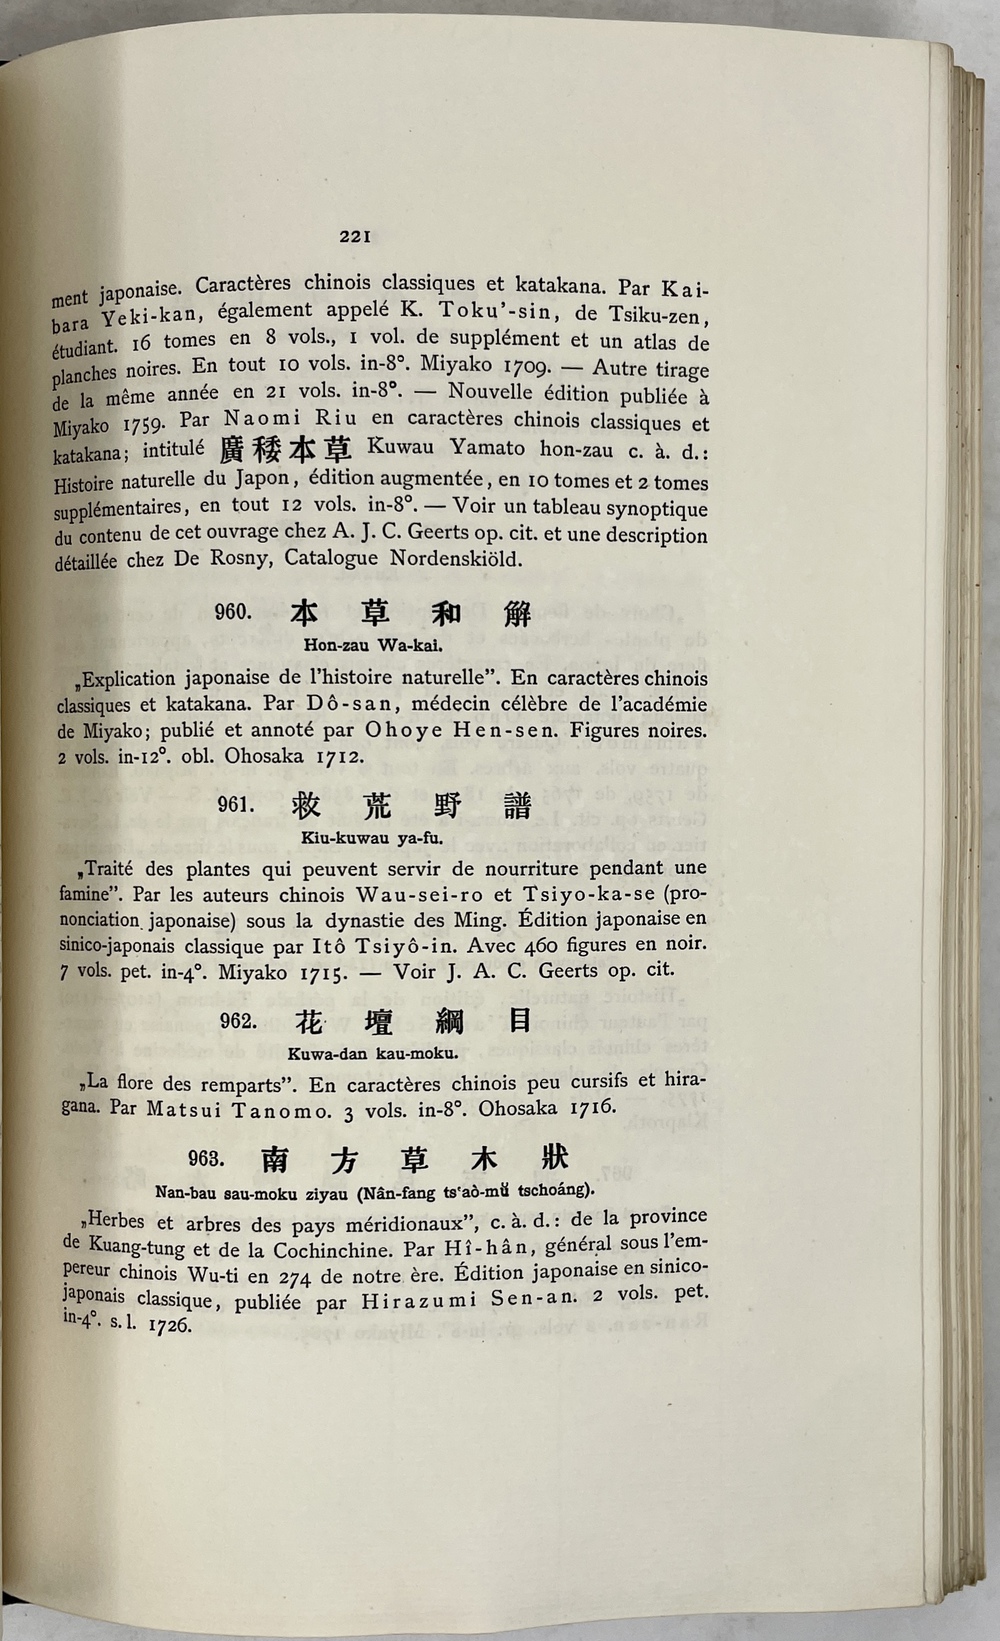 221
ment japonaise. Caractères chinois classiques et katakana. Par Kai-
bara Yeki-kan, également appelé K. Toku'-sin, de Tsiku-zen,
étudiant. 16 tomes en 8 vols., 1 vol. de supplément et un atlas de
planches noires. En tout 10 vols. in-8°. Miyako 1709. — Autre tirage
de la même année en 21 vols. in-8°. — Nouvelle édition publiée à
Miyako 1759. Par Naomi Riu en caractères chinois classiques et
katakana; intitulé 廣稜本草 Kuwau Yamato hon-zau c. à. d.:
Histoire naturelle du Japon, édition augmentée, en 10 tomes et 2 tomes
supplémentaires, en tout 12 vols. in-8°. — Voir un tableau synoptique
du contenu de cet ouvrage chez A. J. C. Geerts op. cit. et une description
détaillée chez De Rosny, Catalogue Nordenskiöld.
960. 本草和解
Hon-zau Wa-kai.
„Explication japonaise de l'histoire naturelle”. En caractères chinois
classiques et katakana. Par Dô-san, médecin célèbre de l'académie
de Miyako; publié et annoté par Ohoye Hen-sen. Figures noires.
2 vols. in-12°. obl. Ohosaka 1712.
961. 救荒野譜
Kiu-kuwau ya-fu.
„Traité des plantes qui peuvent servir de nourriture pendant une
famine”. Par les auteurs chinois Wau-sei-ro et Tsiyo-ka-se (pro-
nonciation japonaise) sous la dynastie des Ming. Édition japonaise en
sinico-japonais classique par Itô Tsiyô-in. Avec 460 figures en noir.
7 vols. pet. in-4°. Miyako 1715. — Voir J. A. C. Geerts op. cit.
962. 花壇綱目
Kuwa-dan kau-moku.
„La flore des remparts”. En caractères chinois peu cursifs et hira-
gana. Par Matsui Tanomo. 3 vols. in-8°. Ohosaka 1716.
963. 南方草木狀
Nan-bau sau-moku ziyau (Nân-fang ts‘aò-mŭ tschoáng).
„Herbes et arbres des pays méridionaux”, c. à. d.: de la province
de Kuang-tung et de la Cochinchine. Par Hî-hân, général sous l'em-
pereur chinois Wu-ti en 274 de notre ère. Édition japonaise en sinico-
japonais classique, publiée par Hirazumi Sen-an. 2 vols. pet.
in-4°. s. l. 1726.